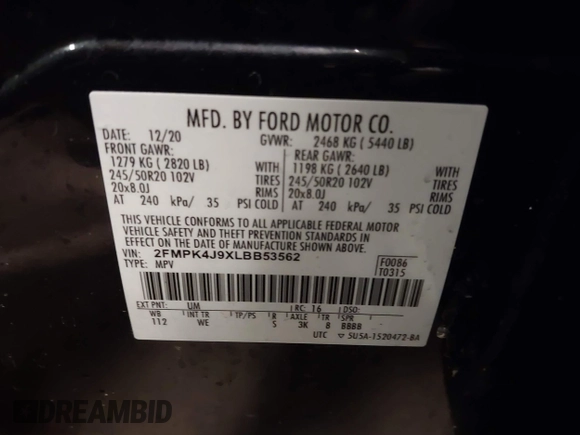 MFD. BY FORD MOTOR CO.
DATE: 12/20 GVWR: 2468 KG ( 5440 LB)
FRONT GAWR: REAR GAWR:
1279 KG ( 2820 LB) WITH 1198 KG ( 2640 LB) WITH
245/50R20 102V TIRES 245/50R20 102V TIRES
20x8.0J RIMS 20x8.0J RIMS
AT 240 kPa/ 35 PSI COLD AT 240 kPa/ 35 PSI COLD
THIS VEHICLE CONFORMS TO ALL APPLICABLE FEDERAL MOTOR
VEHICLE SAFETY AND THEFT PREVENTION STANDARDS IN
EFFECT ON THE DATE OF MANUFACTURE SHOWN ABOVE.
VIN: 2FMPK4J9XLBB53562 F0086
TYPE: MPV T0315
EXT PNT: UM RC: 16 DSO:
WB INT TR TP/PS R AXLE TR SPR
112 WE S 3K B BBBB
UTC ▽ 5U5A-1520472-BA
DREAMBID